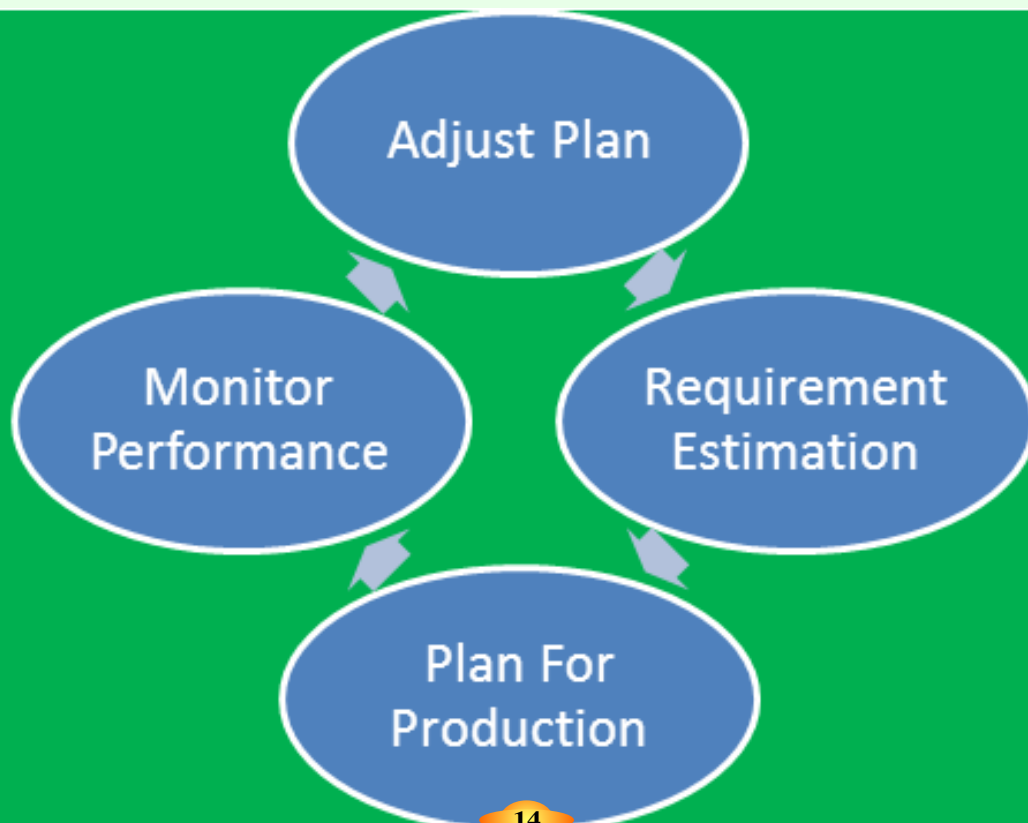 Adjust Plan
Monitor
Performance
Requirement
Estimation
Plan For
Production
14